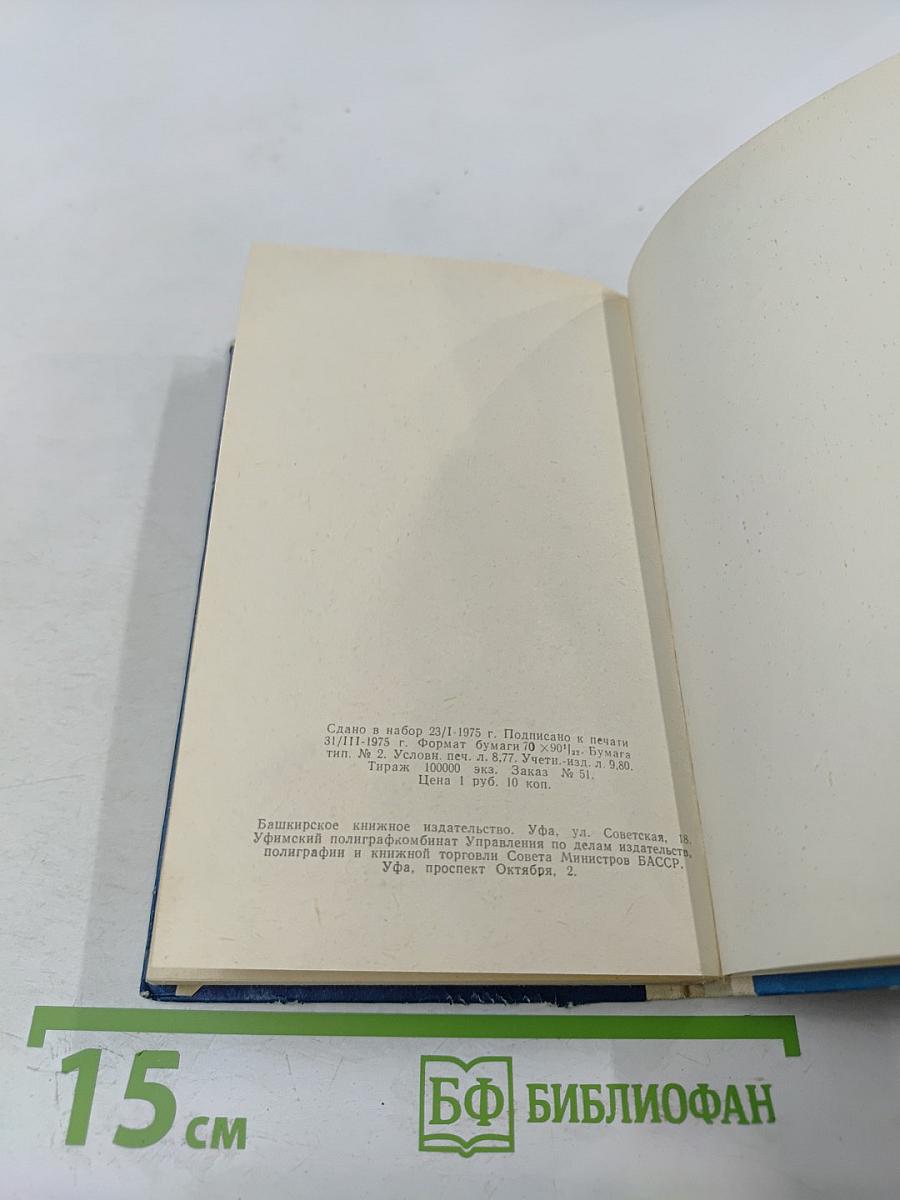 Сдано в набор 23/I-1975 г. Подписано к печати
31/III-1975 г. Формат бумаги 70 ×90¹/₃₂. Бумага
тип. № 2. Условн. печ. л. 8,77. Учетн.-изд. л. 9,80.
Тираж 100000 экз. Заказ № 51.
Цена 1 руб. 10 коп.
Башкирское книжное издательство. Уфа, ул. Советская, 18.
Уфимский полиграфкомбинат Управления по делам издательств,
полиграфии и книжной торговли Совета Министров БАССР.
Уфа, проспект Октября, 2.
15 см
БФ БИБЛИОФАН